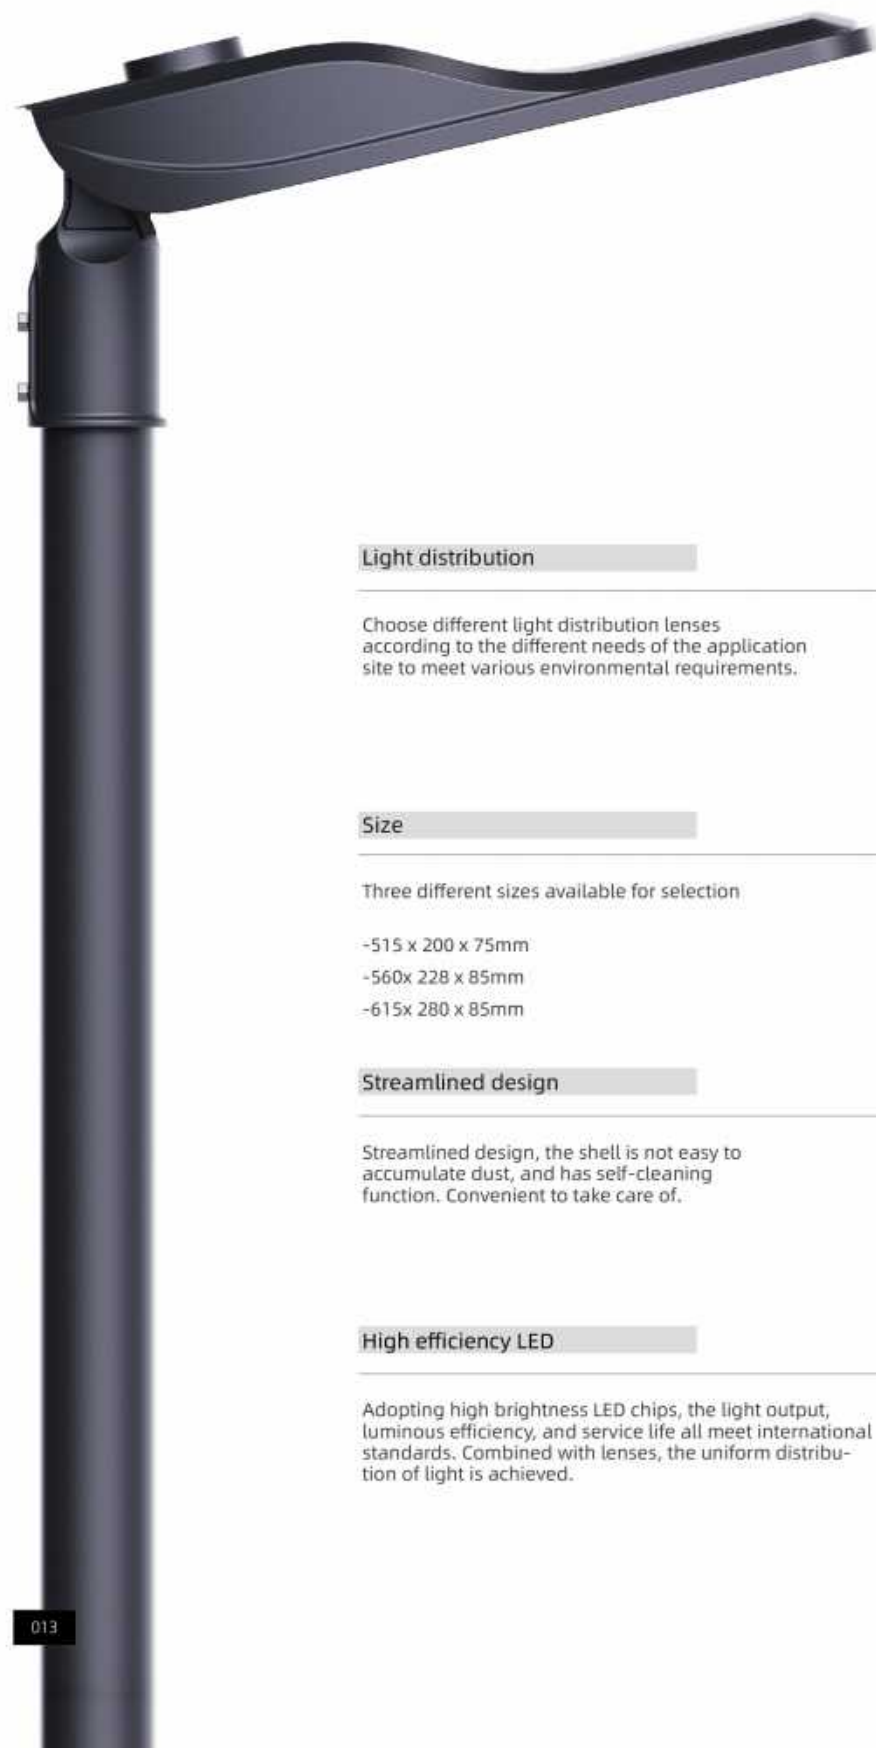 Light distribution
Choose different light distribution lenses
according to the different needs of the application
site to meet various environmental requirements.
Size
Three different sizes available for selection
-515 x 200 x 75mm
-560x 228 x 85mm
-615x 280 x 85mm
Streamlined design
Streamlined design, the shell is not easy to
accumulate dust, and has self-cleaning
function. Convenient to take care of.
High efficiency LED
Adopting high brightness LED chips, the light output,
luminous efficiency, and service life all meet international
standards. Combined with lenses, the uniform distribu-
tion of light is achieved.
013